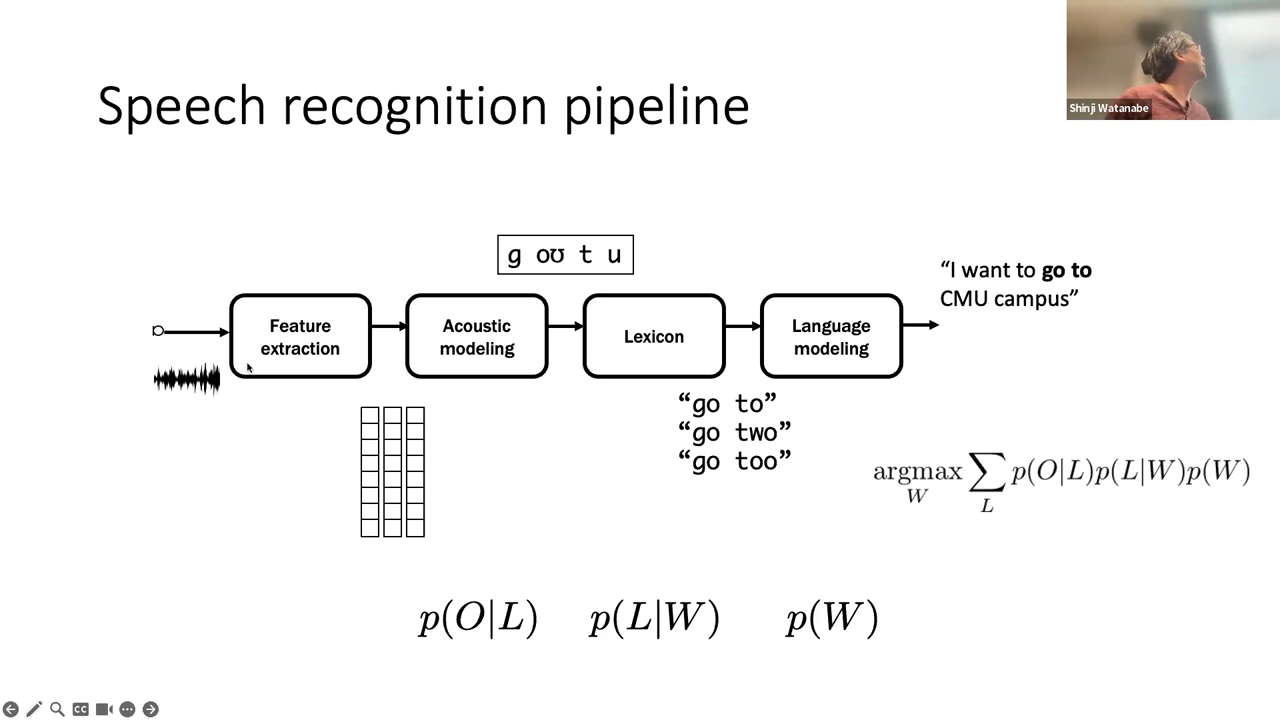 Shinji Watanabe
Speech recognition pipeline
g oʊ t u
“I want to go to
CMU campus”
Feature
extraction
Acoustic
modeling
Lexicon
Language
modeling
“go to”
“go two”
“go too”
argmax ∑ p(O|L)p(L|W)p(W)
W L
p(O|L) p(L|W) p(W)
CC